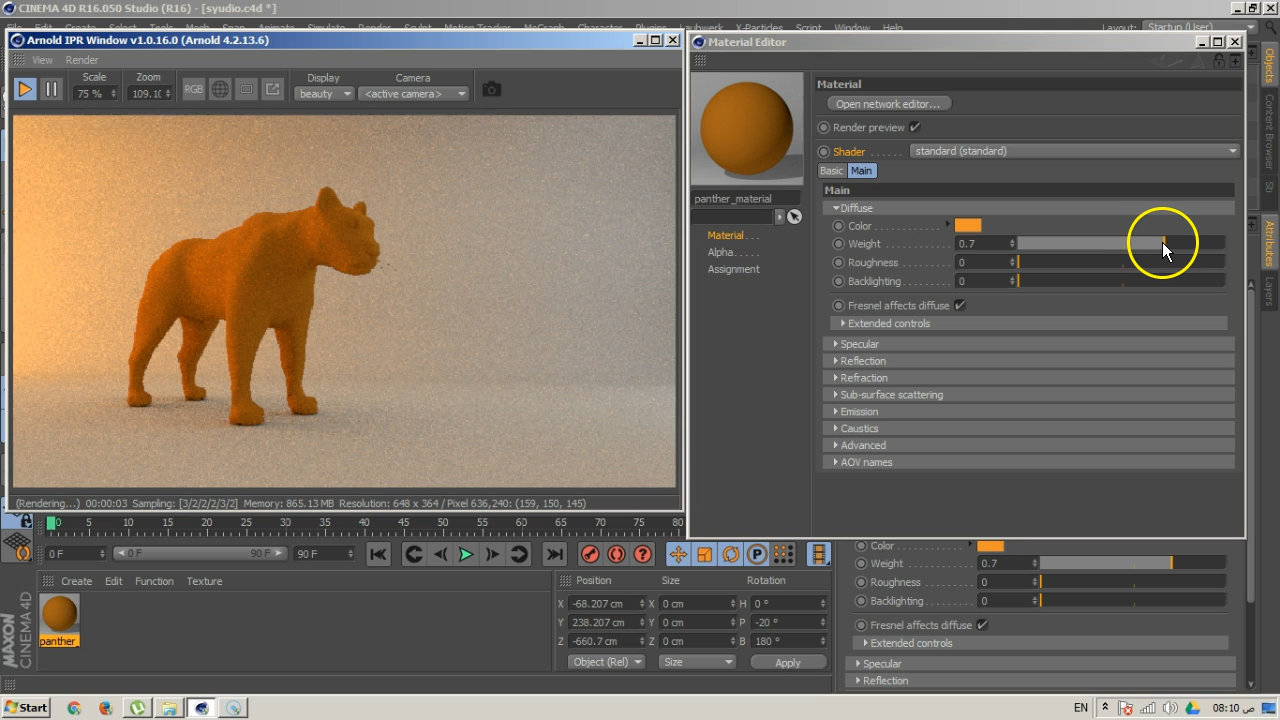 CINEMA 4D R16.050 Studio (R16) - [syudio.c4d *]
Layout: Startup (User)
Arnold IPR Window v1.0.16.0 (Arnold 4.2.13.6)
View Render
Scale Zoom Display Camera
75 % 109.10 RGB beauty <active camera>
(Rendering...) 00:00:03 Sampling: [3/2/2/2/3/2] Memory: 865.13 MB Resolution: 648 x 364 / Pixel 636,240: (159, 150, 145)
Material Editor
Material
Open network editor...
Render preview
Shader standard (standard)
Basic Main
panther_material
Main
Diffuse
Color
Material
Weight 0.7
Alpha
Roughness 0
Assignment
Backlighting 0
Fresnel affects diffuse
Extended controls
Specular
Reflection
Refraction
Sub-surface scattering
Emission
Caustics
Advanced
AOV names
Objects
Content Browser
Attributes
Layers
0 5 10 15 20 25 30 35 40 45 50 55 60 65 70 75 80
0 F 0 F 90 F 90 F
P
Create Edit Function Texture
panther_
Position Size Rotation
X -68.207 cm X 0 cm H 0 °
Y 238.207 cm Y 0 cm P -20 °
Z -660.7 cm Z 0 cm B 180 °
Object (Rel) Size Apply
Color
Weight 0.7
Roughness 0
Backlighting 0
Fresnel affects diffuse
Extended controls
Specular
Reflection
MAXON
CINEMA 4D
Start
EN
08:10 ص